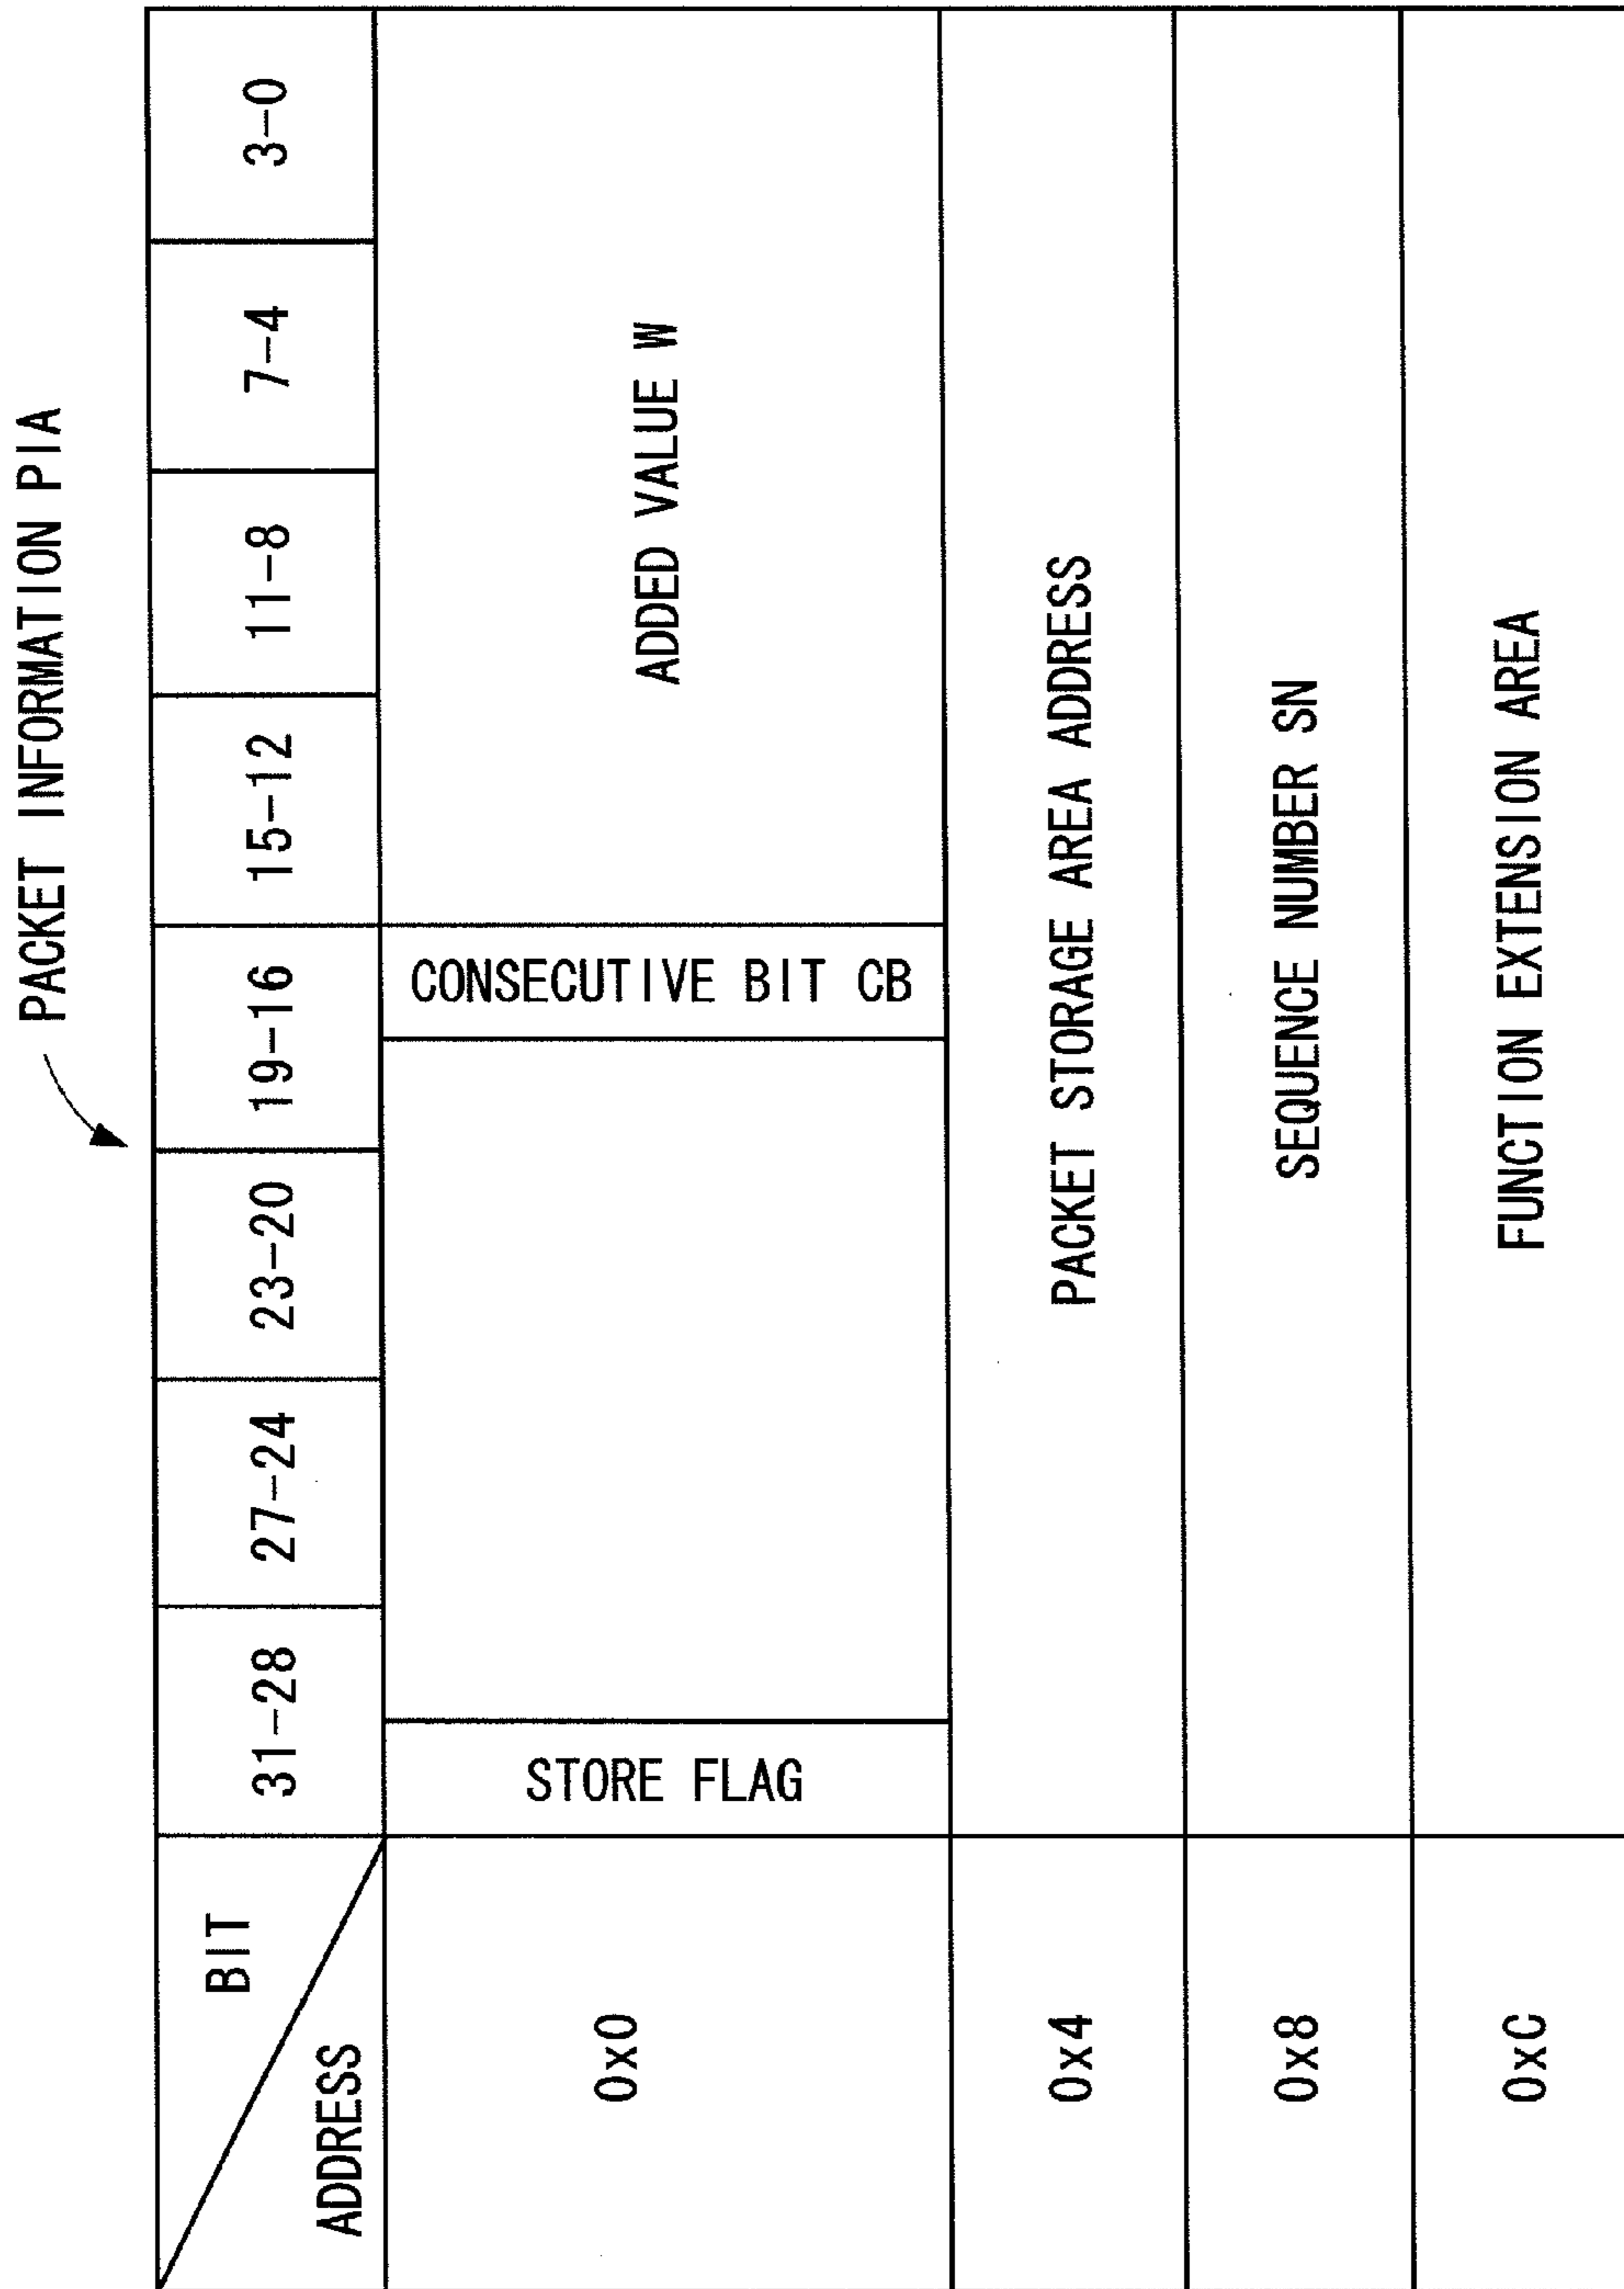 PACKET INFORMATION PIA
BIT
ADDRESS
31-28
27-24
23-20
19-16
15-12
11-8
7-4
3-0
0x0
STORE FLAG
CONSECUTIVE BIT CB
ADDED VALUE W
0x4
PACKET STORAGE AREA ADDRESS
0x8
SEQUENCE NUMBER SN
0xC
FUNCTION EXTENSION AREA